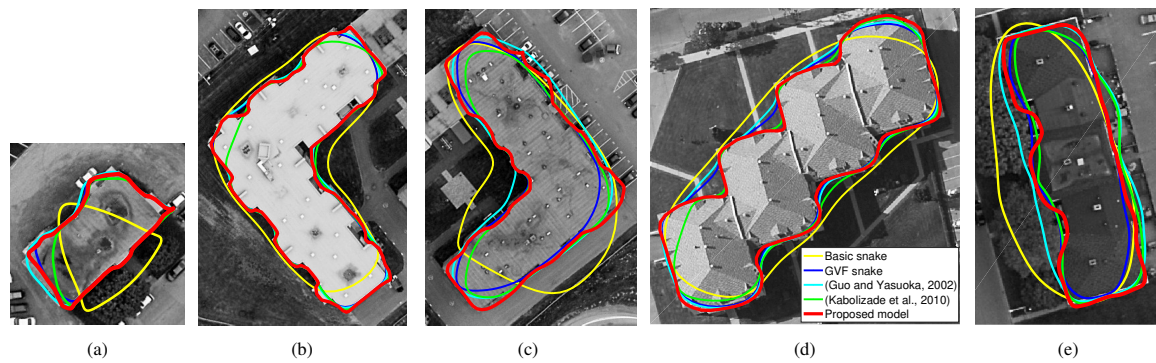 Basic snake
GVF snake
(Guo and Yasuoka, 2002)
(Kabolizade et al., 2010)
Proposed model
(a)
(b)
(c)
(d)
(e)